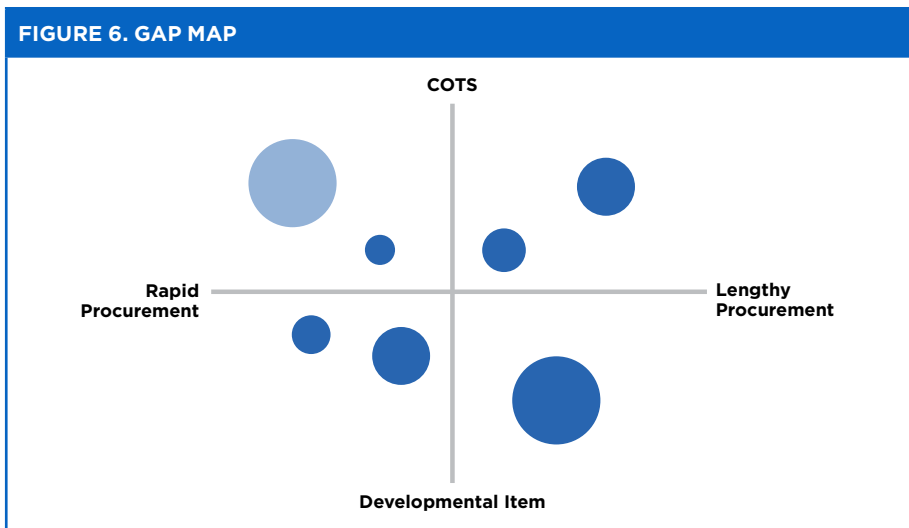 FIGURE 6. GAP MAP
COTS
Rapid
Procurement
Lengthy
Procurement
Developmental Item